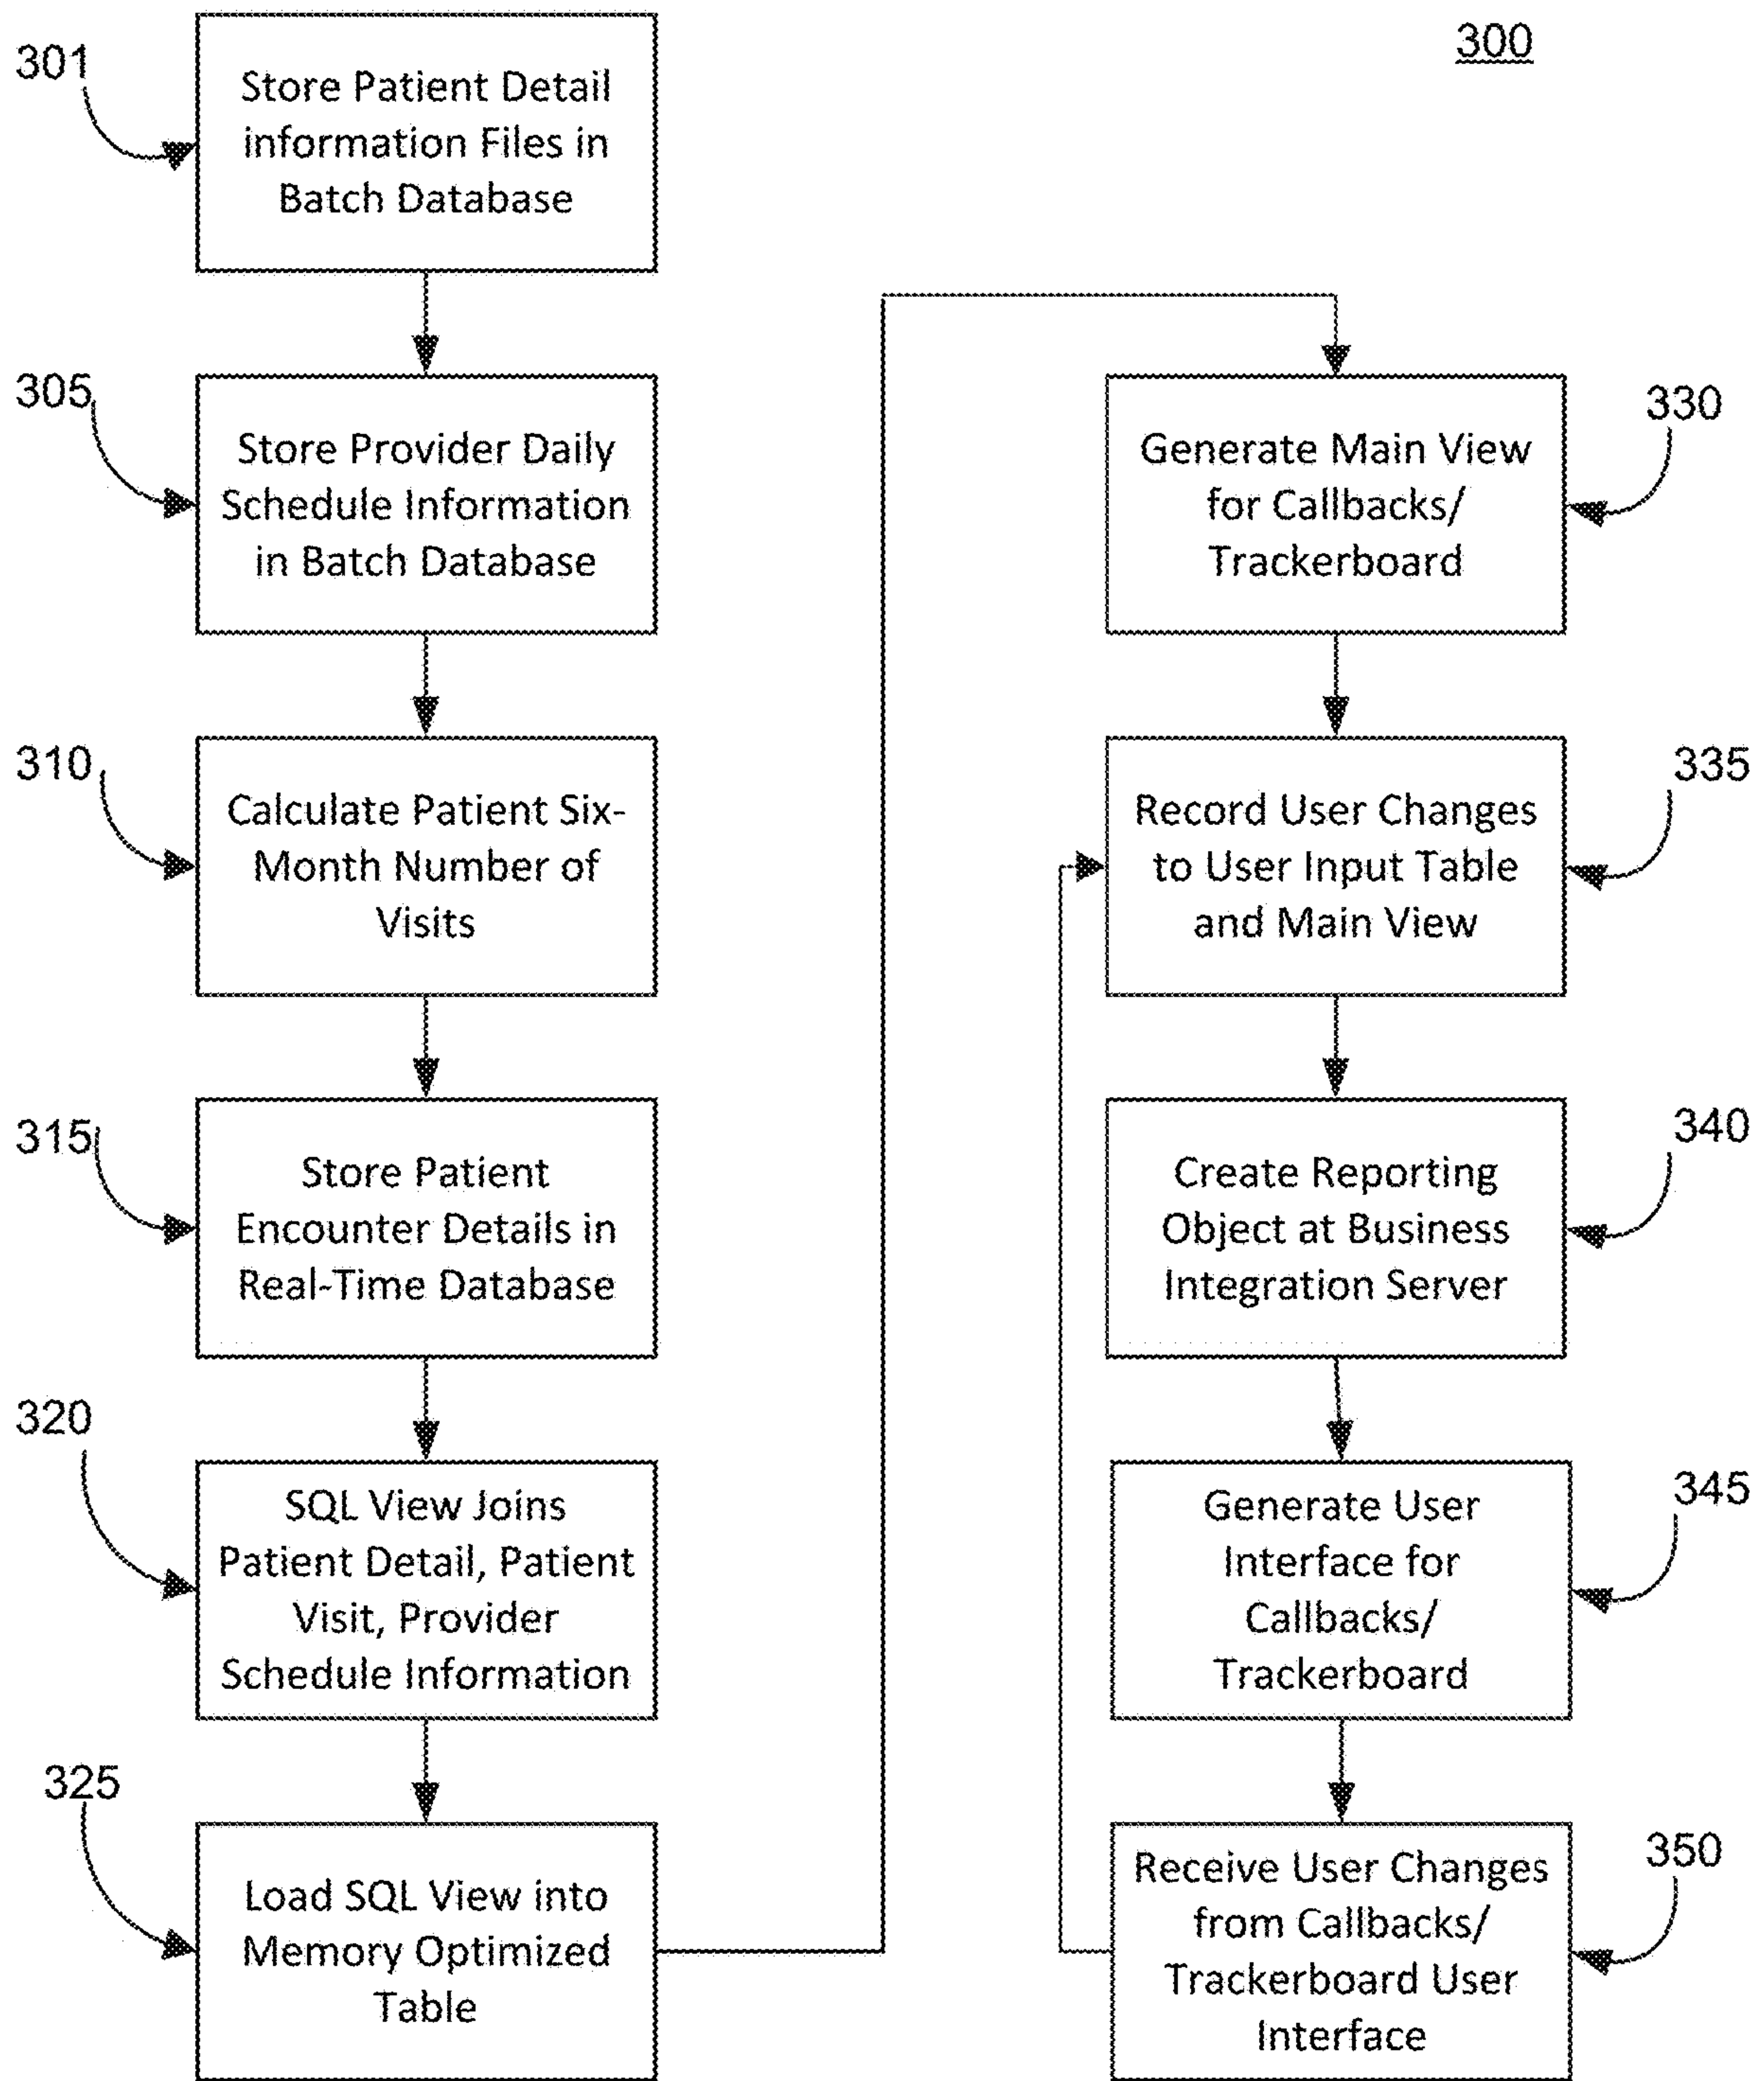 300
301
Store Patient Detail
information Files in
Batch Database
305
Store Provider Daily
Schedule Information
in Batch Database
310
Calculate Patient Six-
Month Number of
Visits
315
Store Patient
Encounter Details in
Real-Time Database
320
SQL View Joins
Patient Detail, Patient
Visit, Provider
Schedule Information
325
Load SQL View into
Memory Optimized
Table
330
Generate Main View
for Callbacks/
Trackerboard
335
Record User Changes
to User Input Table
and Main View
340
Create Reporting
Object at Business
Integration Server
345
Generate User
Interface for
Callbacks/
Trackerboard
350
Receive User Changes
from Callbacks/
Trackerboard User
Interface